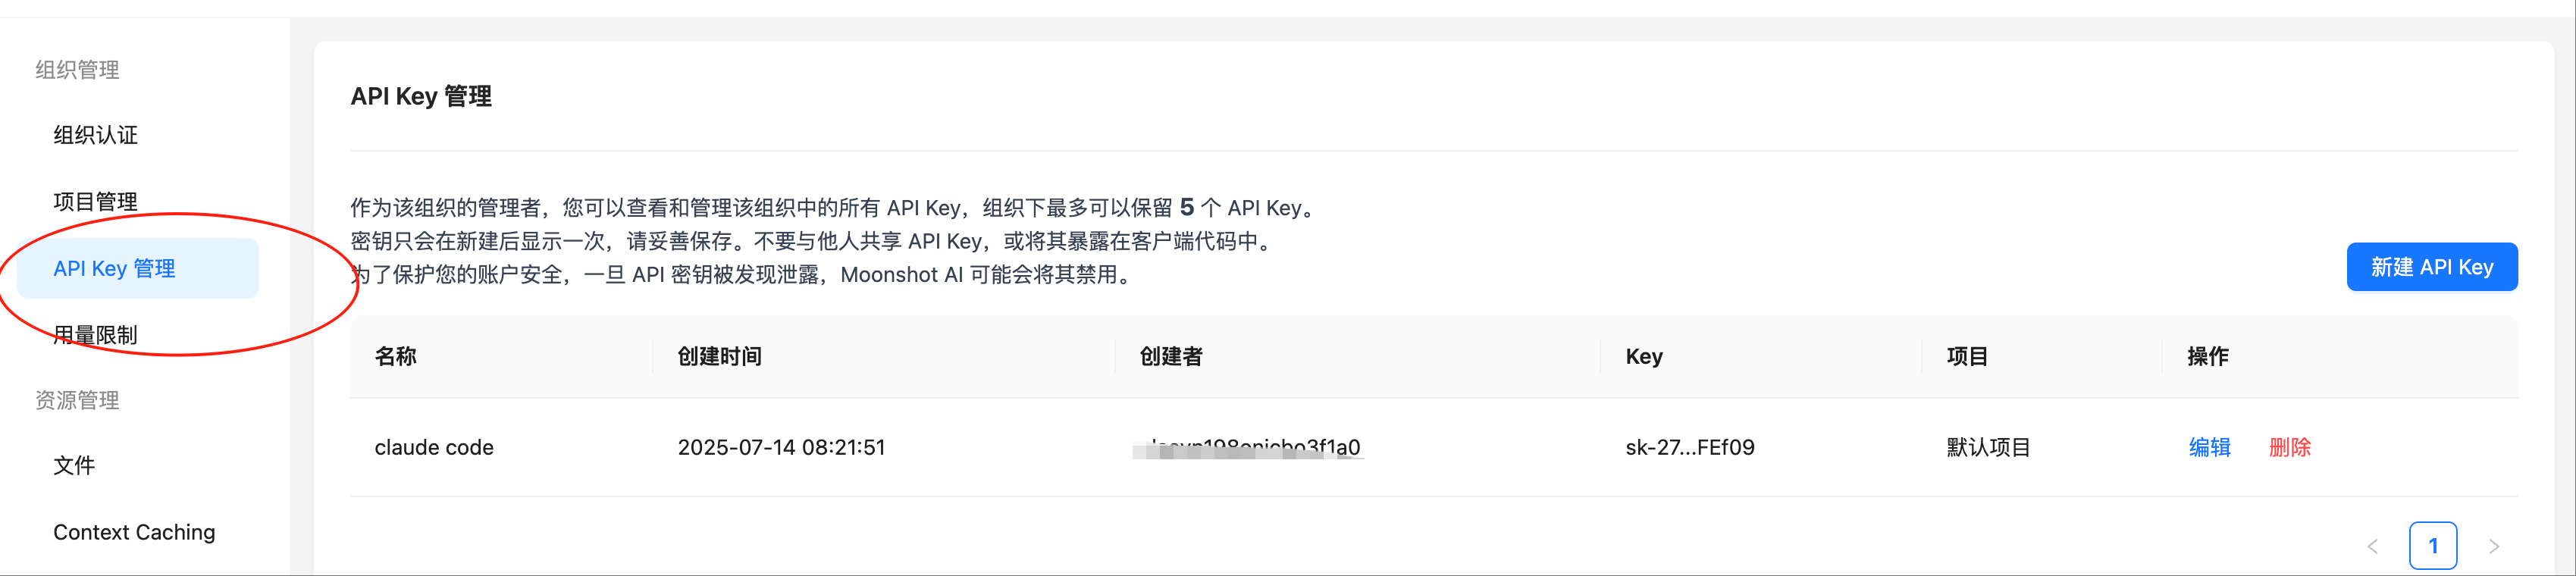 组织管理
组织认证
项目管理
API Key 管理
用量限制
资源管理
文件
Context Caching
API Key 管理
作为该组织的管理者，您可以查看和管理该组织中的所有 API Key，组织下最多可以保留 5 个 API Key。
密钥只会在新建后显示一次，请妥善保存。不要与他人共享 API Key，或将其暴露在客户端代码中。
为了保护您的账户安全，一旦 API 密钥被发现泄露，Moonshot AI 可能会将其禁用。
新建 API Key
名称 创建时间 创建者 Key 项目 操作
claude code 2025-07-14 08:21:51 sk-27...FEf09 默认项目 编辑 删除
< 1 >